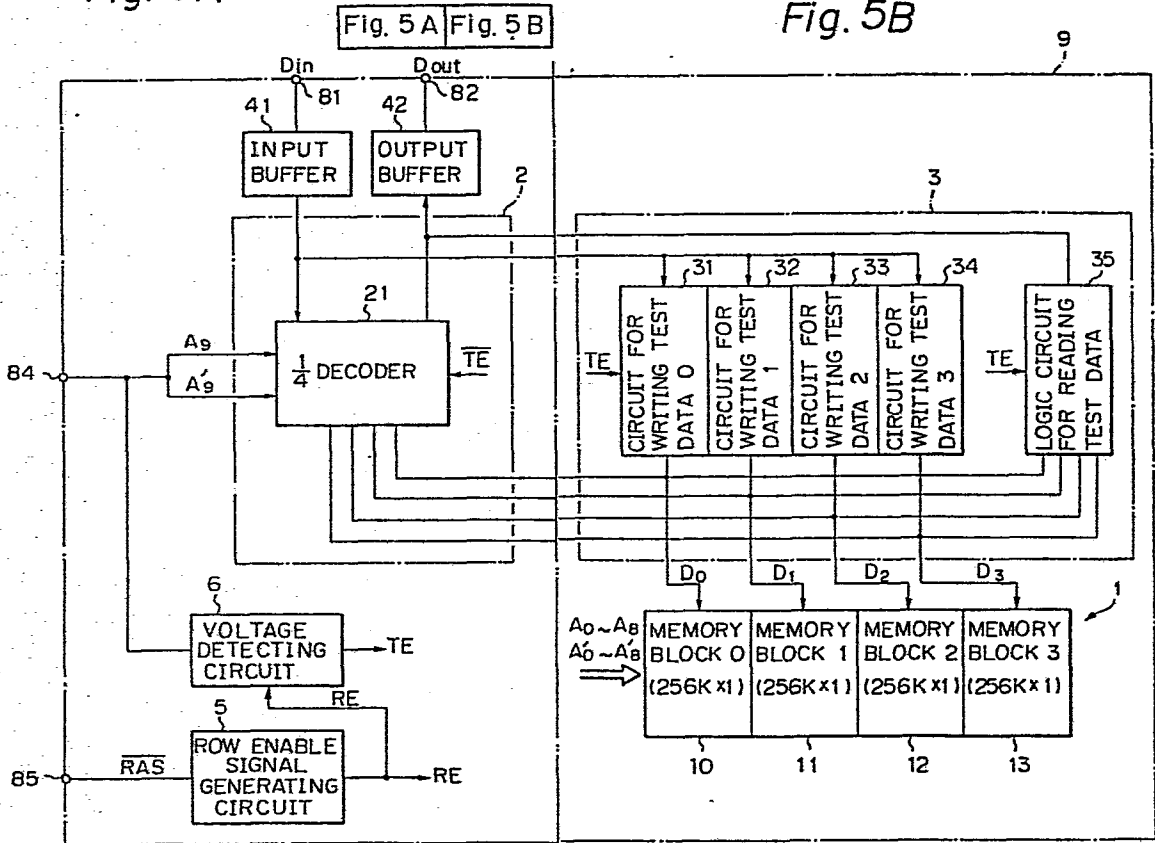 Fig. 5A Fig. 5B
Fig. 5B
9
Din
Dout
81
82
41
42
INPUT
BUFFER
OUTPUT
BUFFER
2
3
21
A9
A'9
1/4 DECODER
TE
84
31
32
33
34
35
TE
CIRCUIT FOR
WRITING TEST
DATA 0
CIRCUIT FOR
WRITING TEST
DATA 1
CIRCUIT FOR
WRITING TEST
DATA 2
CIRCUIT FOR
WRITING TEST
DATA 3
TE
LOGIC CIRCUIT
FOR READING
TEST DATA
6
VOLTAGE
DETECTING
CIRCUIT
TE
RE
5
ROW ENABLE
SIGNAL
GENERATING
CIRCUIT
85
RAS
RE
D0
D1
D2
D3
1
A0~A8
A'0~A'8
MEMORY
BLOCK 0
(256K×1)
MEMORY
BLOCK 1
(256K×1)
MEMORY
BLOCK 2
(256K×1)
MEMORY
BLOCK 3
(256K×1)
10
11
12
13